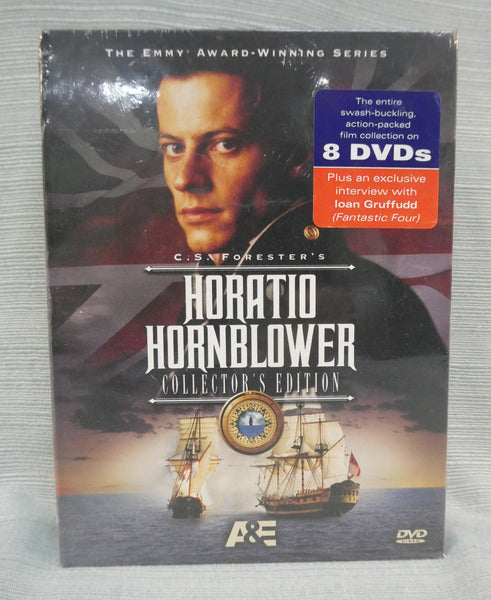 THE EMMY® AWARD-WINNING SERIES
The entire
swash-buckling,
action-packed
film collection on
8 DVDs
Plus an exclusive
interview with
Ioan Gruffudd
(Fantastic Four)
C.S. FORESTER'S
HORATIO
HORNBLOWER
COLLECTOR'S EDITION
A&E
DVD
VIDEO